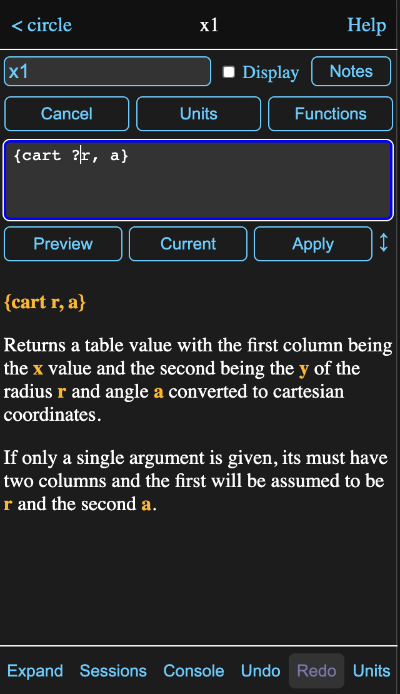 < circle x1 Help
x1 Display Notes
Cancel Units Functions
{cart ?r, a}
Preview Current Apply
{cart r, a}
Returns a table value with the first column being
the x value and the second being the y of the
radius r and angle a converted to cartesian
coordinates.
If only a single argument is given, its must have
two columns and the first will be assumed to be
r and the second a.
Expand Sessions Console Undo Redo Units